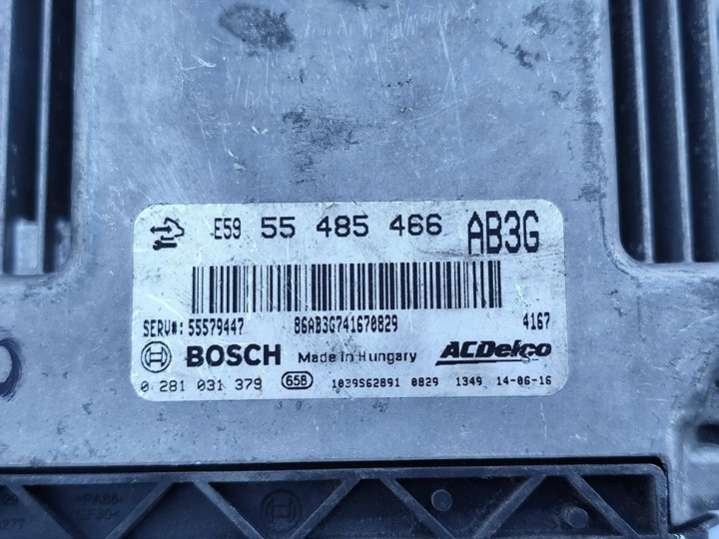 E59 55 485 466 AB3G
SERV#: 55579447 86AB3G741670829 4167
BOSCH Made in Hungary ACDelco
0 281 031 379 658 1039S62891 0829 1349 14-06-16